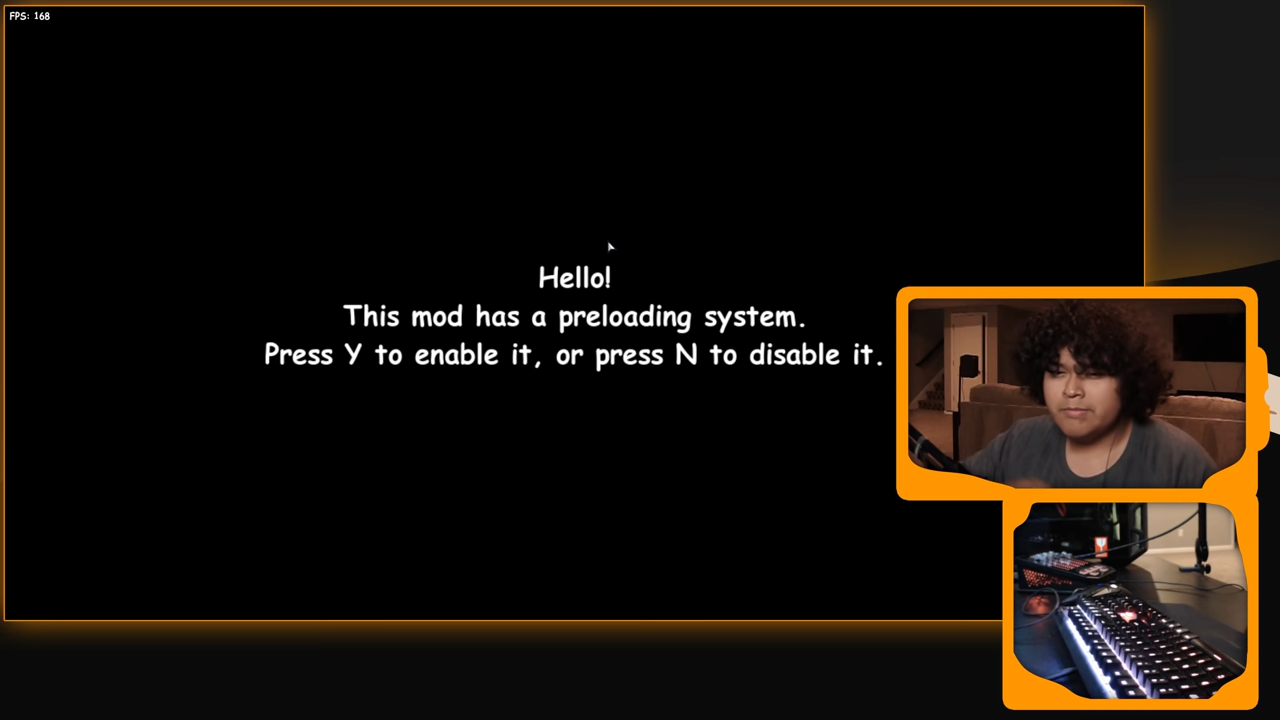 FPS: 168
Hello!
This mod has a preloading system.
Press Y to enable it, or press N to disable it.